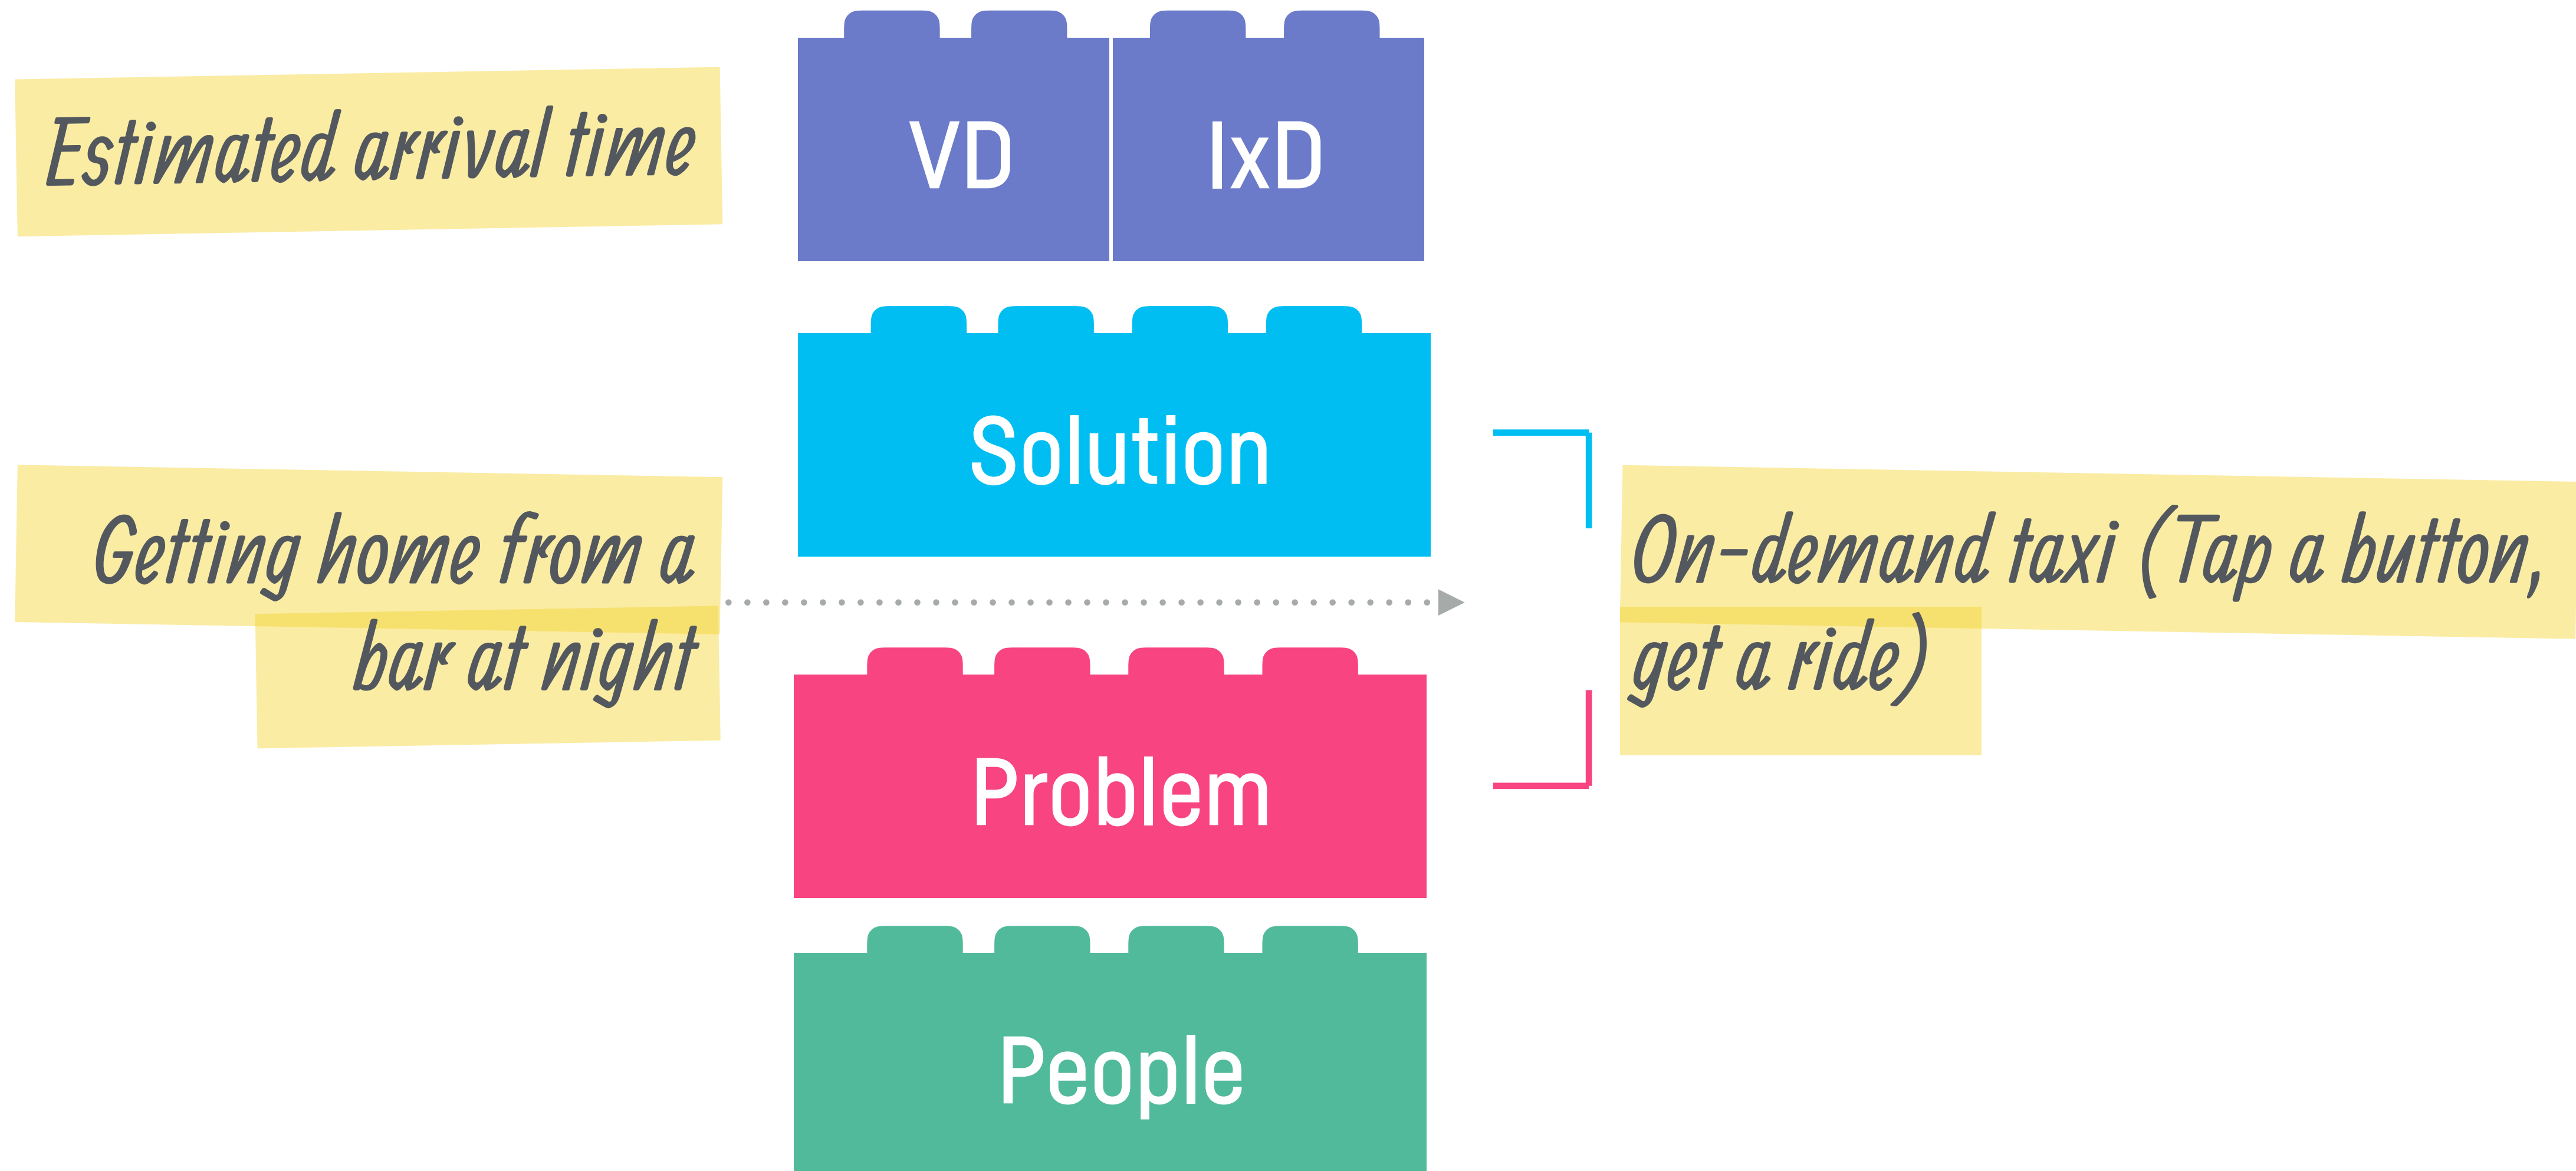 Estimated arrival time
VD
IxD
Solution
Getting home from a
bar at night
On-demand taxi (Tap a button,
get a ride)
Problem
People